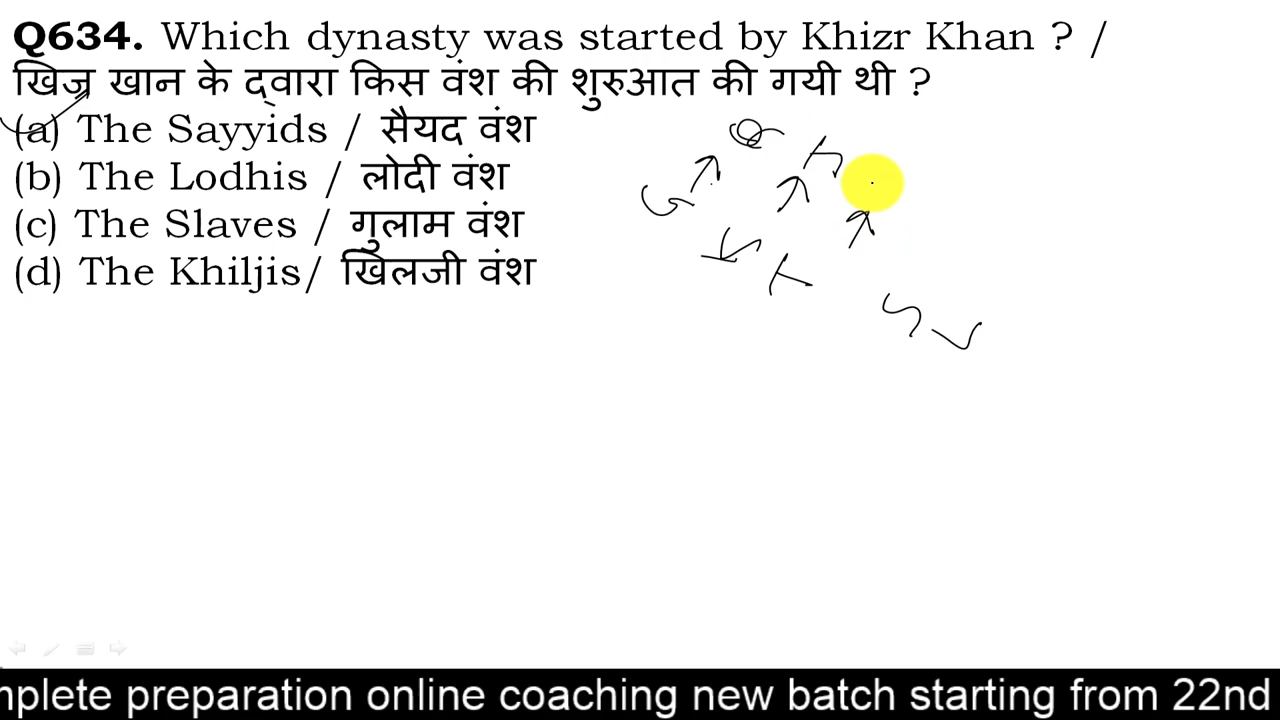 Q634. Which dynasty was started by Khizr Khan ? /
खिज्र खान के द्वारा किस वंश की शुरुआत की गयी थी ?
(a) The Sayyids / सैयद वंश
(b) The Lodhis / लोदी वंश
(c) The Slaves / गुलाम वंश
(d) The Khiljis/ खिलजी वंश
mplete preparation online coaching new batch starting from 22nd